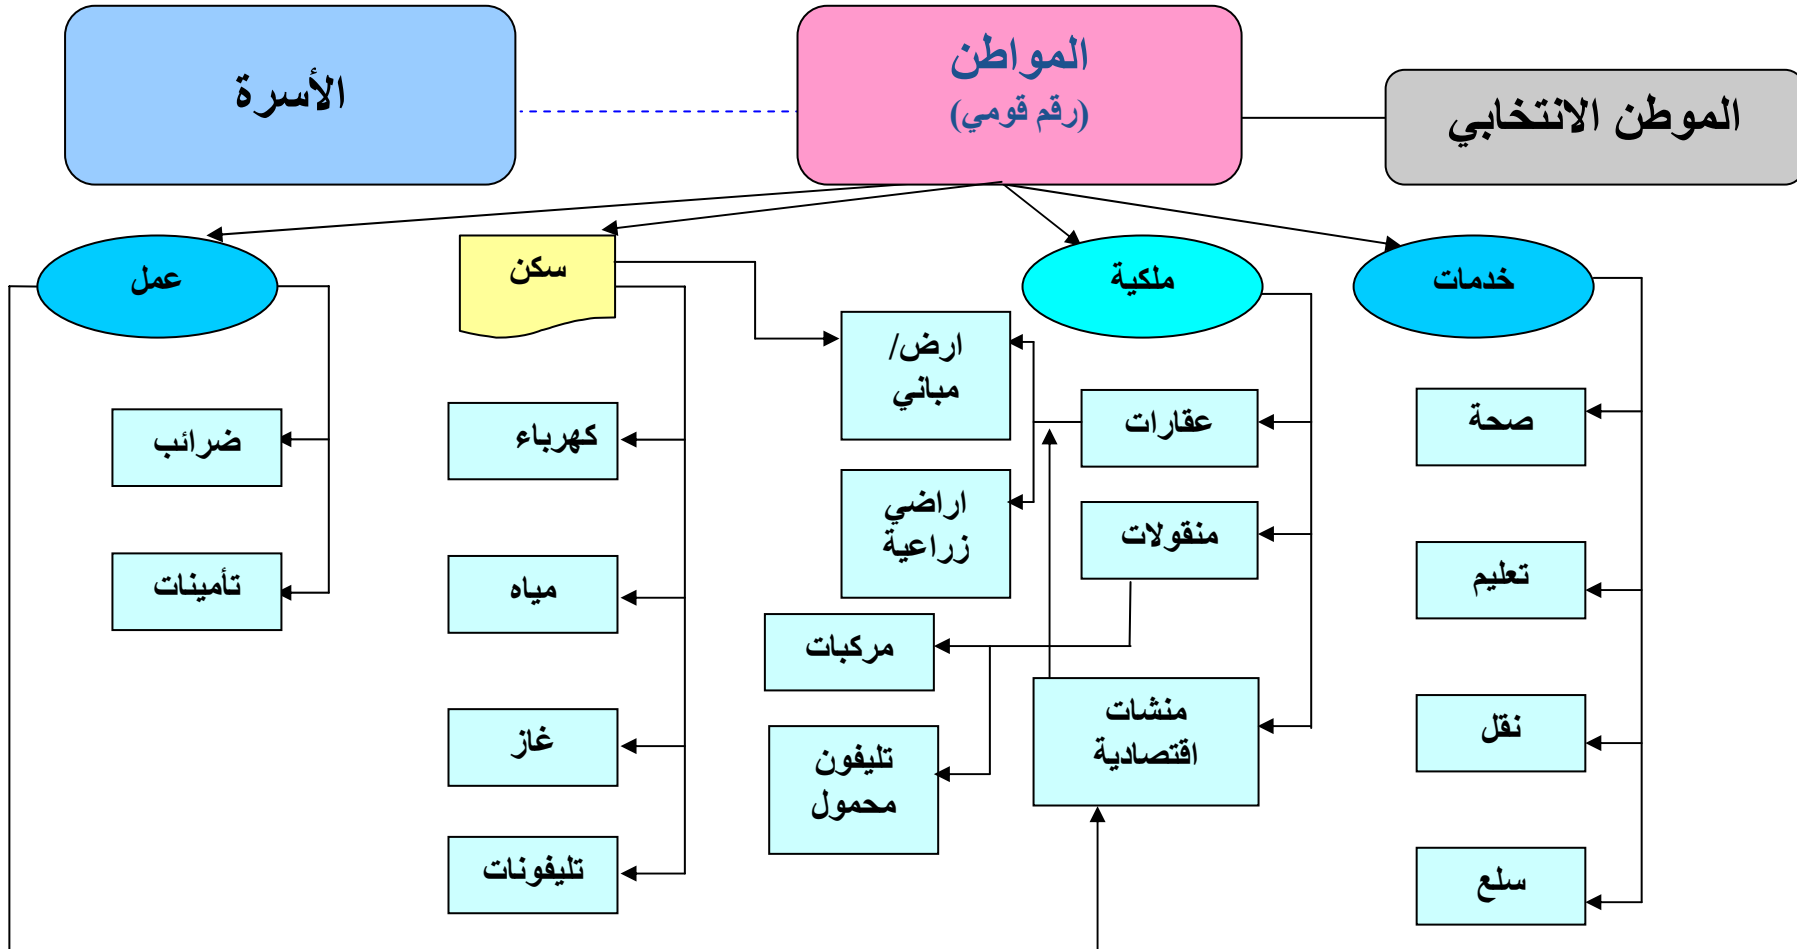 المواطن
(رقم قومي)
الأسرة
الموطن الانتخابي
خدمات
ملكية
سكن
عمل
صحة
تعليم
نقل
سلع
عقارات
منقولات
منشات
اقتصادية
ارض/
مباني
اراضي
زراعية
مركبات
تليفون
محمول
كهرباء
مياه
غاز
تليفونات
ضرائب
تأمينات